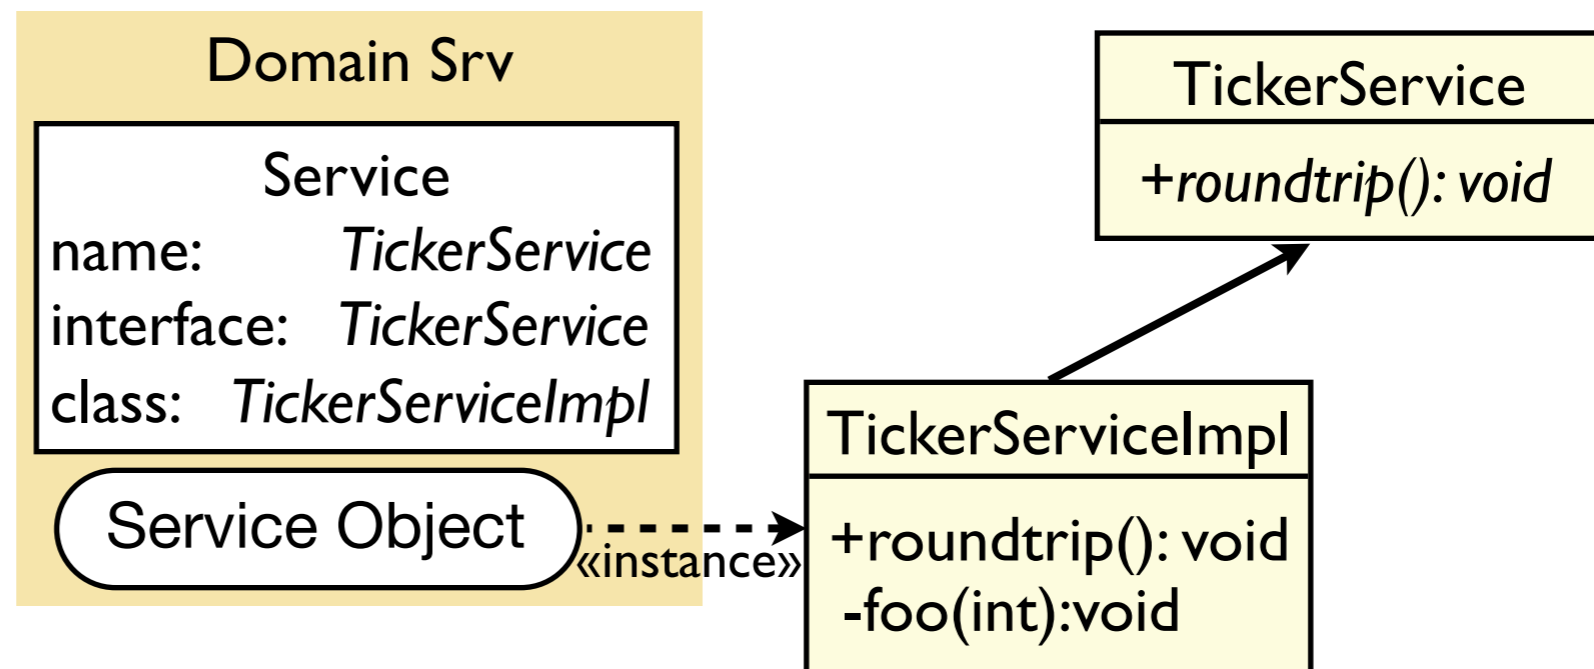 Domain Srv
Service
name: TickerService
interface: TickerService
class: TickerServiceImpl
Service Object
«instance»
TickerService
+roundtrip(): void
TickerServiceImpl
+roundtrip(): void
-foo(int):void